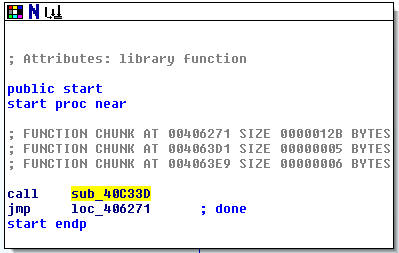 ; Attributes: library function
public start
start proc near
; FUNCTION CHUNK AT 00406271 SIZE 0000012B BYTES
; FUNCTION CHUNK AT 004063D1 SIZE 00000005 BYTES
; FUNCTION CHUNK AT 004063E9 SIZE 00000006 BYTES
call    sub_40C33D
jmp     loc_406271      ; done
start endp